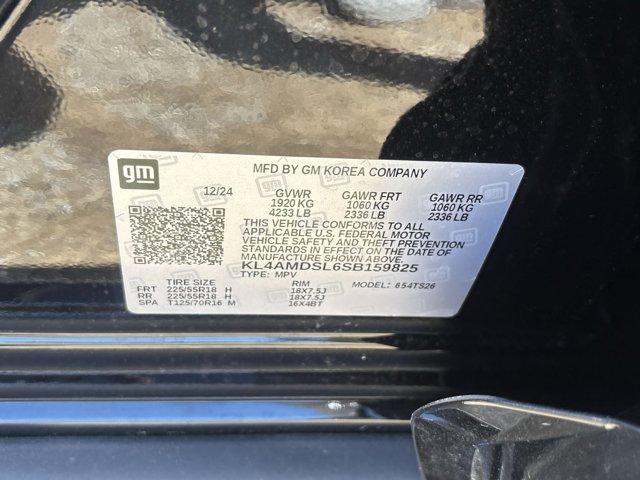 gm
MFD BY GM KOREA COMPANY
12/24 GVWR GAWR FRT GAWR RR
1920 KG 1060 KG 1060 KG
4233 LB 2336 LB 2336 LB
THIS VEHICLE CONFORMS TO ALL
APPLICABLE U.S. FEDERAL MOTOR
VEHICLE SAFETY AND THEFT PREVENTION
STANDARDS IN EFFECT ON THE DATE OF
MANUFACTURE SHOWN ABOVE.
KL4AMDSL6SB159825
TYPE: MPV MODEL: 654TS26
TIRE SIZE RIM
FRT 225/55R18 H 18X7.5J
RR 225/55R18 H 18X7.5J
SPA T125/70R16 M 16X4BT